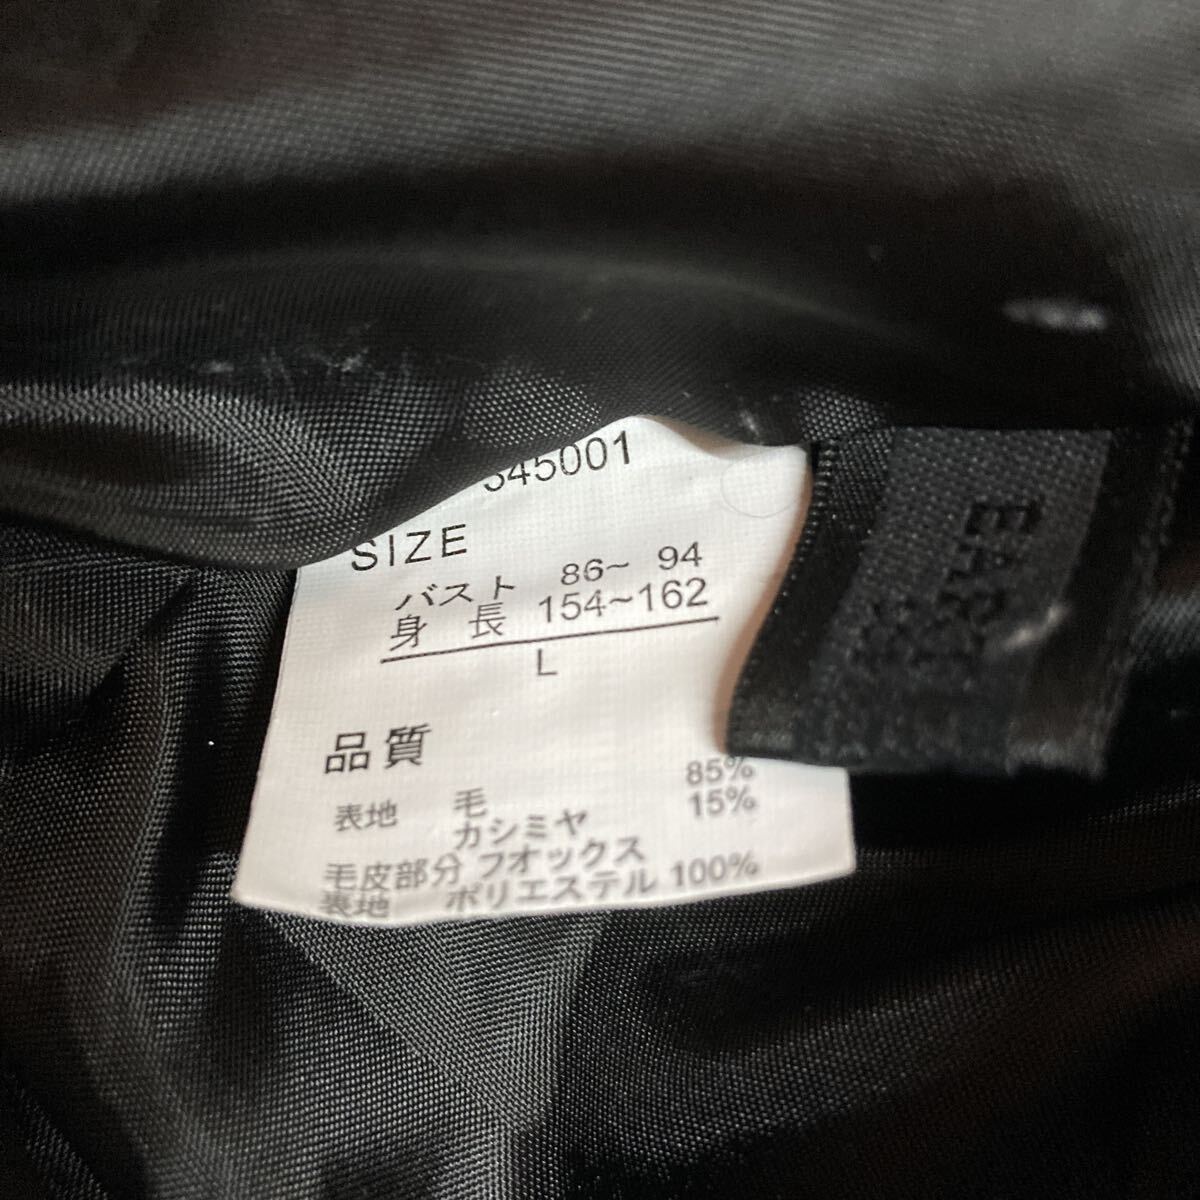 345001
SIZE
バスト 86~ 94
身 長 154~162
L
品質
表地 毛 85%
カシミヤ 15%
毛皮部分 フオックス
裏地 ポリエステル 100%